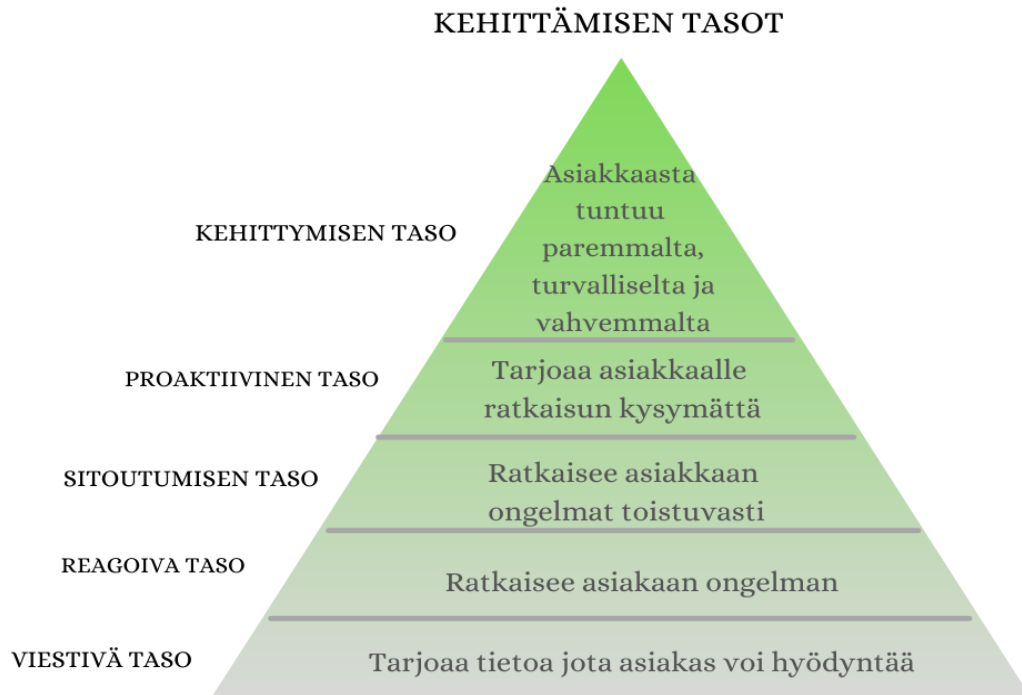 KEHITTÄMISEN TASOT
KEHITTYMISEN TASO
Asiakkaasta
tuntuu
paremmalta,
turvalliselta ja
vahvemmalta
PROAKTIIVINEN TASO
Tarjoaa asiakkaalle
ratkaisun kysymättä
SITOUTUMISEN TASO
Ratkaisee asiakkaan
ongelmat toistuvasti
REAGOIVA TASO
Ratkaisee asiakaan ongelman
VIESTIVÄ TASO
Tarjoaa tietoa jota asiakas voi hyödyntää